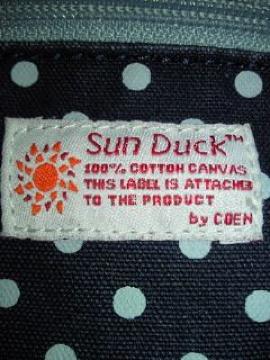 Sun Duck™
100% COTTON CANVAS
THIS LABEL IS ATTACHED
TO THE PRODUCT
by COEN